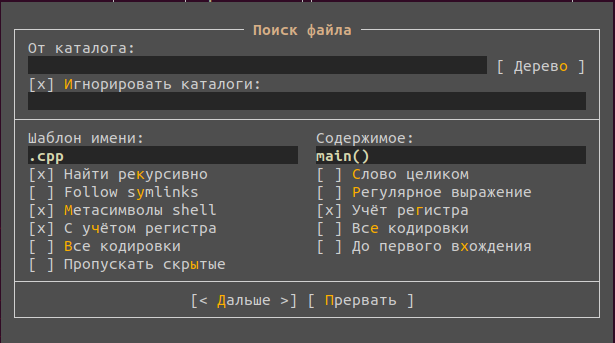 Поиск файла
От каталога:
[ Дерево ]
[x] Игнорировать каталоги:
Шаблон имени: Содержимое:
.cpp main()
[x] Найти рекурсивно [ ] Слово целиком
[ ] Follow symlinks [ ] Регулярное выражение
[x] Метасимволы shell [x] Учёт регистра
[x] С учётом регистра [ ] Все кодировки
[ ] Все кодировки [ ] До первого вхождения
[ ] Пропускать скрытые
[< Дальше >] [ Прервать ]